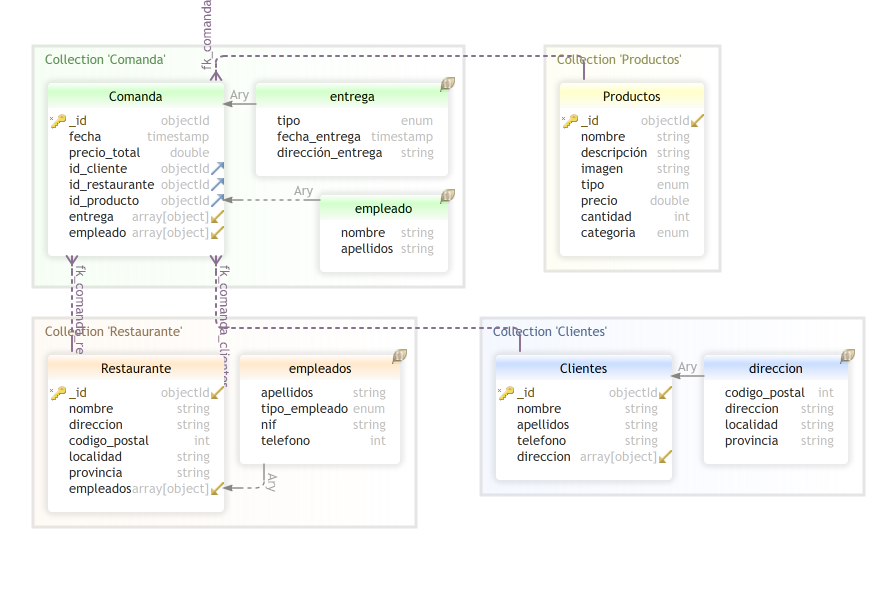 fk_comanda
Collection 'Comanda'
Comanda
_id objectId
fecha timestamp
precio_total double
id_cliente objectId
id_restaurante objectId
id_producto objectId
entrega array[object]
empleado array[object]
Ary
entrega
tipo enum
fecha_entrega timestamp
dirección_entrega string
Ary
empleado
nombre string
apellidos string
Collection 'Productos'
Productos
_id objectId
nombre string
descripción string
imagen string
tipo enum
precio double
cantidad int
categoria enum
fk_comanda_re
fk_comanda_clientes
Collection 'Restaurante'
Restaurante
_id objectId
nombre string
direccion string
codigo_postal int
localidad string
provincia string
empleados array[object]
empleados
apellidos string
tipo_empleado enum
nif string
telefono int
Ary
Collection 'Clientes'
Clientes
_id objectId
nombre string
apellidos string
telefono string
direccion array[object]
Ary
direccion
codigo_postal int
direccion string
localidad string
provincia string